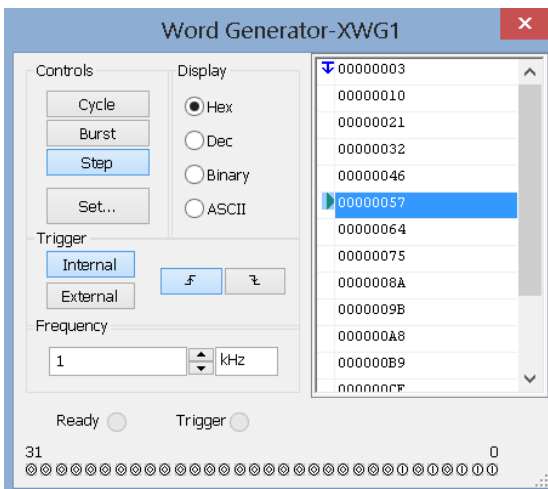 Word Generator-XWG1
Controls
Cycle
Burst
Step
Set...
Display
Hex
Dec
Binary
ASCII
Trigger
Internal
External
Frequency
1
kHz
Ready
Trigger
00000003
00000010
00000021
00000032
00000046
00000057
00000064
00000075
0000008A
0000009B
000000A8
000000B9
31
0